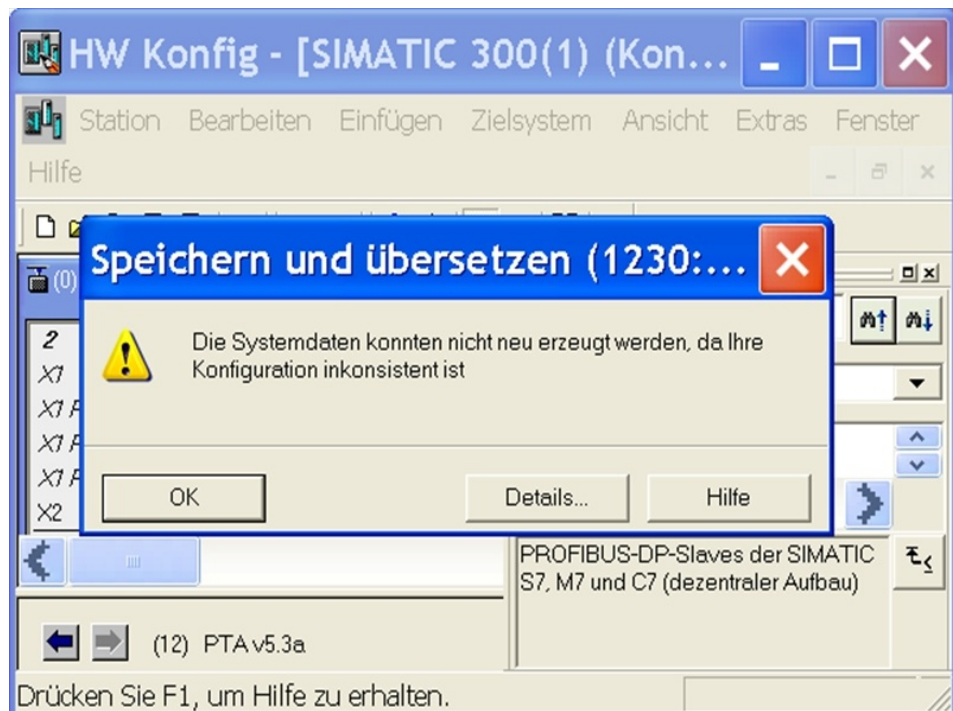 HW Konfig - [SIMATIC 300(1) (Kon...
Station Bearbeiten Einfügen Zielsystem Ansicht Extras Fenster
Hilfe
Speichern und übersetzen (1230:...
(0)
2
X1
X1 P
X1 P
X1 P
X2
Die Systemdaten konnten nicht neu erzeugt werden, da Ihre
Konfiguration inkonsistent ist
OK Details... Hilfe
PROFIBUS-DP-Slaves der SIMATIC
S7, M7 und C7 (dezentraler Aufbau)
(12) PTAv5.3a
Drücken Sie F1, um Hilfe zu erhalten.